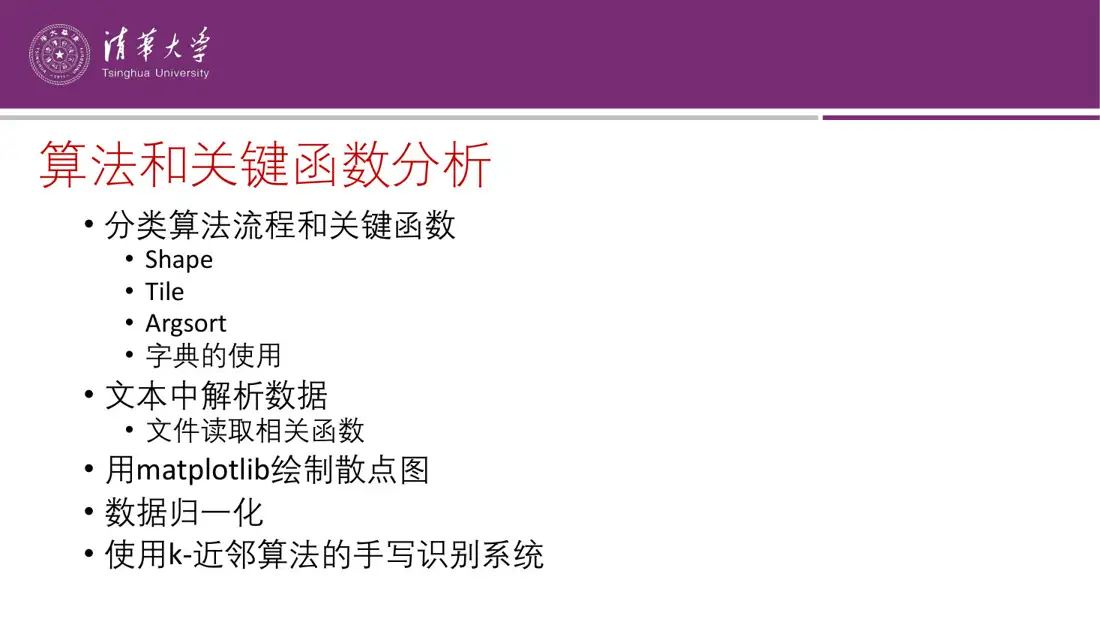 清华大学
Tsinghua University
算法和关键函数分析
• 分类算法流程和关键函数
• Shape
• Tile
• Argsort
• 字典的使用
• 文本中解析数据
• 文件读取相关函数
• 用matplotlib绘制散点图
• 数据归一化
• 使用k-近邻算法的手写识别系统